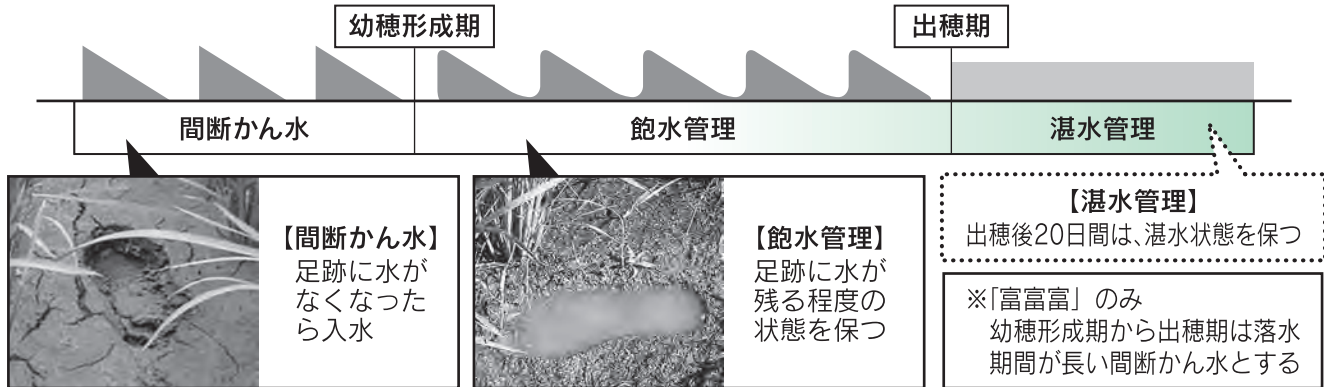 幼穂形成期
出穂期
間断かん水
飽水管理
湛水管理
【間断かん水】
足跡に水が
なくなった
ら入水
【飽水管理】
足跡に水が
残る程度の
状態を保つ
【湛水管理】
出穂後20日間は、湛水状態を保つ
※「富富富」のみ
幼穂形成期から出穂期は落水
期間が長い間断かん水とする